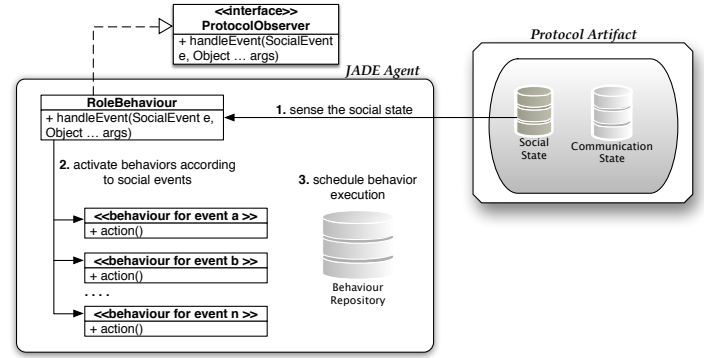 <<interface>>
ProtocolObserver
+ handleEvent(SocialEvent
e, Object ... args)
Protocol Artifact
JADE Agent
RoleBehaviour
+ handleEvent(SocialEvent e,
Object ... args)
1. sense the social state
Social
State
Communication
State
2. activate behaviors according
to social events
3. schedule behavior
execution
<<behaviour for event a >>
+ action()
<<behaviour for event b >>
+ action()
. . . .
<<behaviour for event n >>
+ action()
Behaviour
Repository